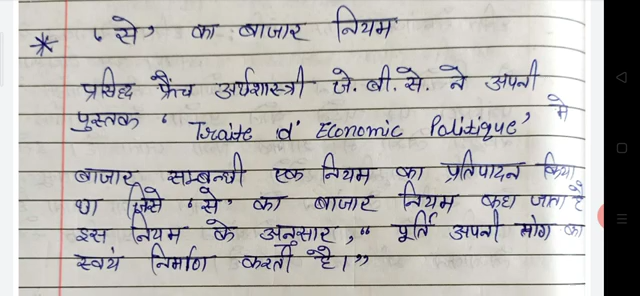 * 'से' का बाजार नियम
प्रसिध्द फ्रैंच अर्थशास्त्री जे. बी. से. ने अपनी
पुस्तक 'Traite d' Economic Politique' मे
बाजार सम्बन्धी एक नियम का प्रतिपादन किया
था जिसे 'से' का बाजार नियम कहा जाता है
इस नियम के अनुसार, "पूर्ति अपनी माँग का
स्वयं निर्माण करती है।"